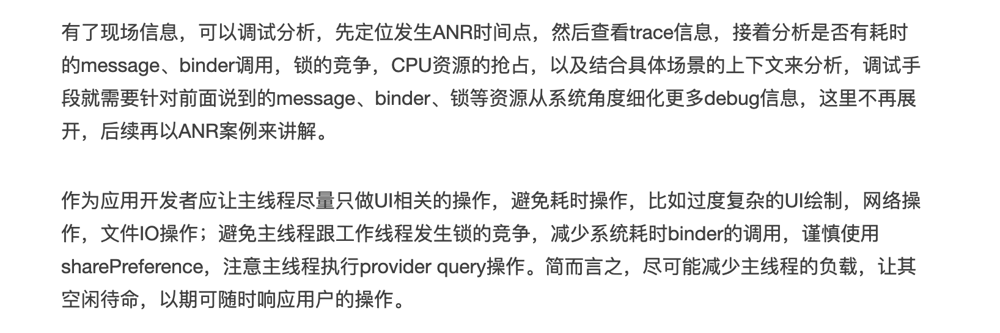 有了现场信息，可以调试分析，先定位发生ANR时间点，然后查看trace信息，接着分析是否有耗时
的message、binder调用，锁的竞争，CPU资源的抢占，以及结合具体场景的上下文来分析，调试手
段就需要针对前面说到的message、binder、锁等资源从系统角度细化更多debug信息，这里不再展
开，后续再以ANR案例来讲解。
作为应用开发者应让主线程尽量只做UI相关的操作，避免耗时操作，比如过度复杂的UI绘制，网络操
作，文件IO操作；避免主线程跟工作线程发生锁的竞争，减少系统耗时binder的调用，谨慎使用
sharePreference，注意主线程执行provider query操作。简而言之，尽可能减少主线程的负载，让其
空闲待命，以期可随时响应用户的操作。